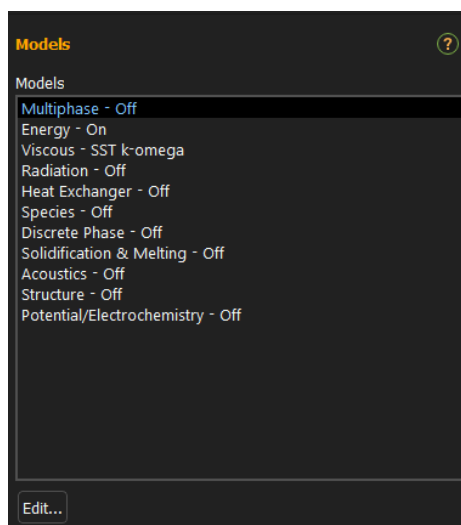 Models
?
Models
Multiphase - Off
Energy - On
Viscous - SST k-omega
Radiation - Off
Heat Exchanger - Off
Species - Off
Discrete Phase - Off
Solidification & Melting - Off
Acoustics - Off
Structure - Off
Potential/Electrochemistry - Off
Edit...